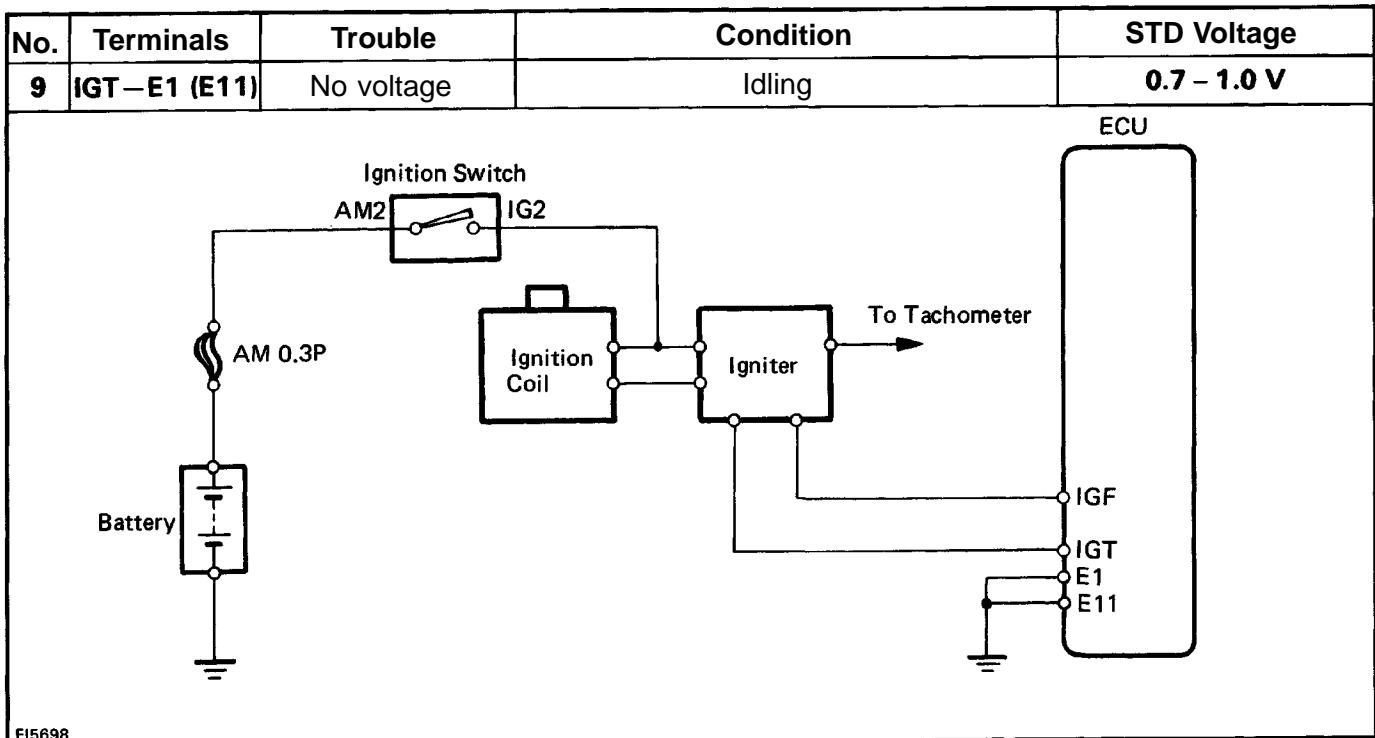 No. Terminals Trouble Condition STD Voltage
9 IGT–E1 (E11) No voltage Idling 0.7 – 1.0 V
ECU
Ignition Switch
AM2 IG2
To Tachometer
AM 0.3P
Ignition
Coil
Igniter
Battery
IGF
IGT
E1
E11
FI5698